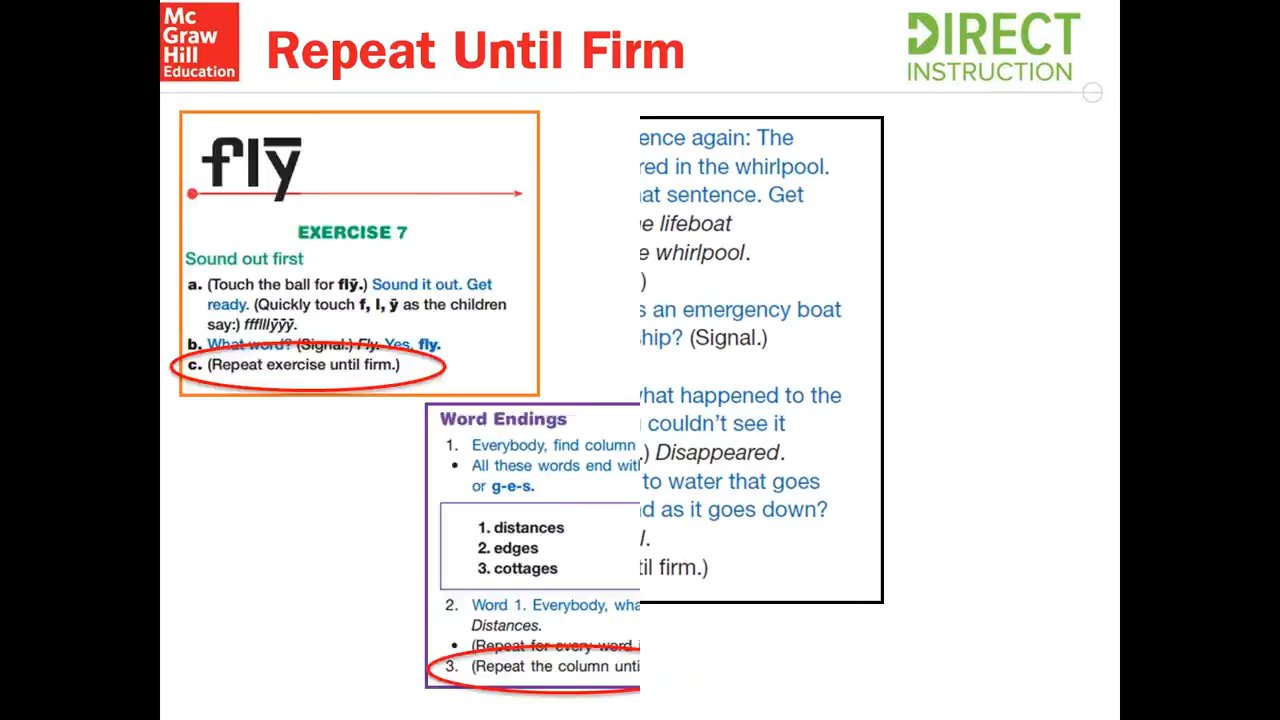 Mc
Graw
Hill
Education
Repeat Until Firm
DIRECT
INSTRUCTION
flȳ
EXERCISE 7
Sound out first
a. (Touch the ball for flȳ.) Sound it out. Get
ready. (Quickly touch f, l, ȳ as the children
say:) ffflllȳȳȳ.
b. What word? (Signal.) Fly. Yes, fly.
c. (Repeat exercise until firm.)
Word Endings
1. Everybody, find column
• All these words end wit
or g-e-s.
1. distances
2. edges
3. cottages
2. Word 1. Everybody, wha
Distances.
• (Repeat for every word i
3. (Repeat the column unti
ence again: The
red in the whirlpool.
at sentence. Get
e lifeboat
e whirlpool.
)
s an emergency boat
ship? (Signal.)
hat happened to the
couldn't see it
.) Disappeared.
to water that goes
d as it goes down?
l.
til firm.)